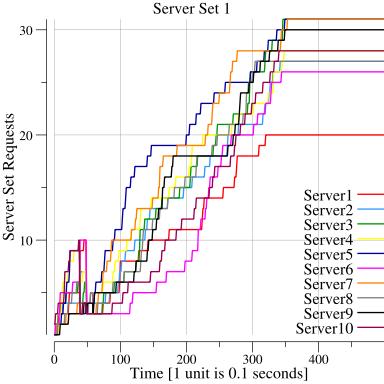 Server Set 1
Server Set Requests
30
20
10
Server1
Server2
Server3
Server4
Server5
Server6
Server7
Server8
Server9
Server10
0 100 200 300 400
Time [1 unit is 0.1 seconds]